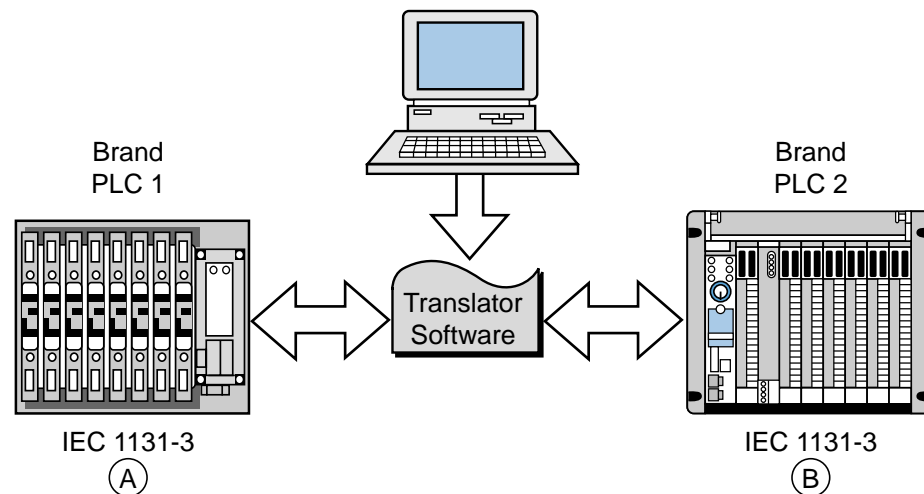 Brand
PLC 1
Brand
PLC 2
Translator
Software
IEC 1131-3
A
IEC 1131-3
B